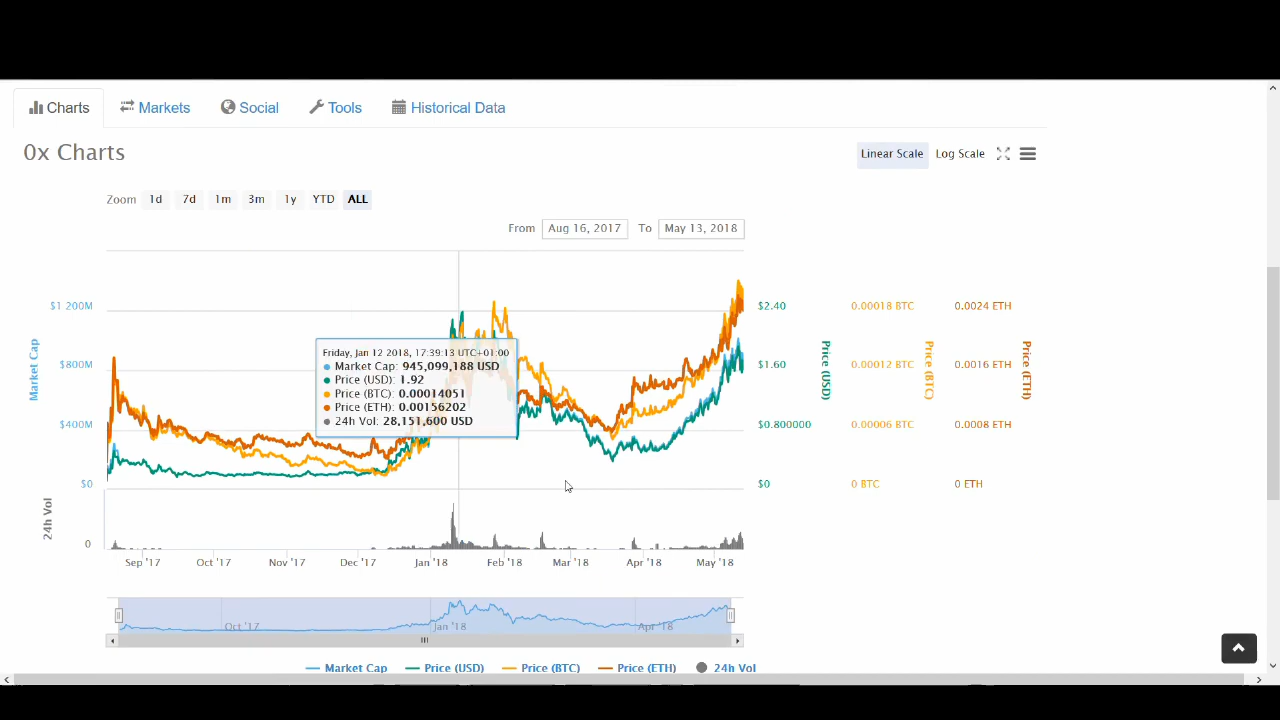 Charts Markets Social Tools Historical Data
0x Charts
Linear Scale Log Scale
Zoom 1d 7d 1m 3m 1y YTD ALL
From Aug 16, 2017 To May 13, 2018
$1 200M $2.40 0.00018 BTC 0.0024 ETH
Friday, Jan 12 2018, 17:39:13 UTC+01:00
Market Cap: 945,099,188 USD
Price (USD): 1.92
Price (BTC): 0.00014051
Price (ETH): 0.00156202
24h Vol: 28,151,600 USD
$800M $1.60 0.00012 BTC 0.0016 ETH
Market Cap Price (USD) Price (BTC) Price (ETH)
$400M $0.800000 0.00006 BTC 0.0008 ETH
$0 $0 0 BTC 0 ETH
24h Vol
0
Sep '17 Oct '17 Nov '17 Dec '17 Jan '18 Feb '18 Mar '18 Apr '18 May '18
Oct '17 Jan '18 Apr '18
Market Cap Price (USD) Price (BTC) Price (ETH) 24h Vol